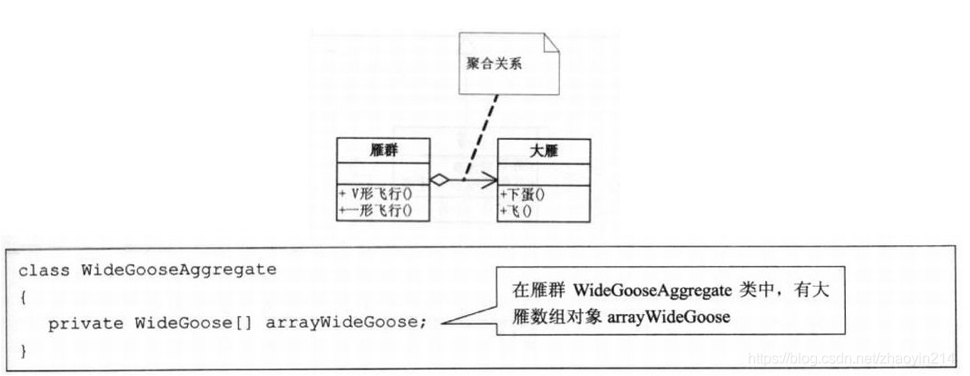 聚合关系
雁群
大雁
+ V形飞行()
+一形飞行()
+下蛋()
+飞()
class WideGooseAggregate
{
private WideGoose[] arrayWideGoose;
}
在雁群 WideGooseAggregate 类中，有大
雁数组对象 arrayWideGoose
https://blog.csdn.net/zhaoyin214